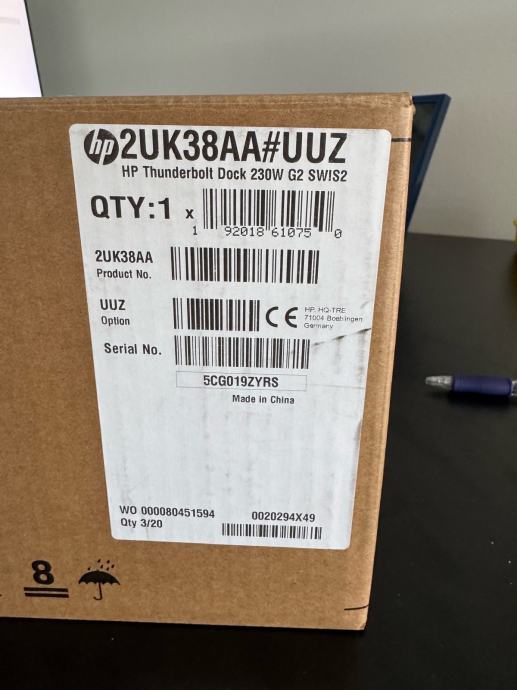 hp 2UK38AA#UUZ
HP Thunderbolt Dock 230W G2 SWIS2
QTY:1 x
1 92018 61075 0
2UK38AA
Product No.
UUZ
Option
CE
HP, HQ-TRE
71004 Boeblingen
Germany
Serial No.
5CG019ZYRS
Made in China
WO 000080451594
Qty 3/20
0020294X49
8